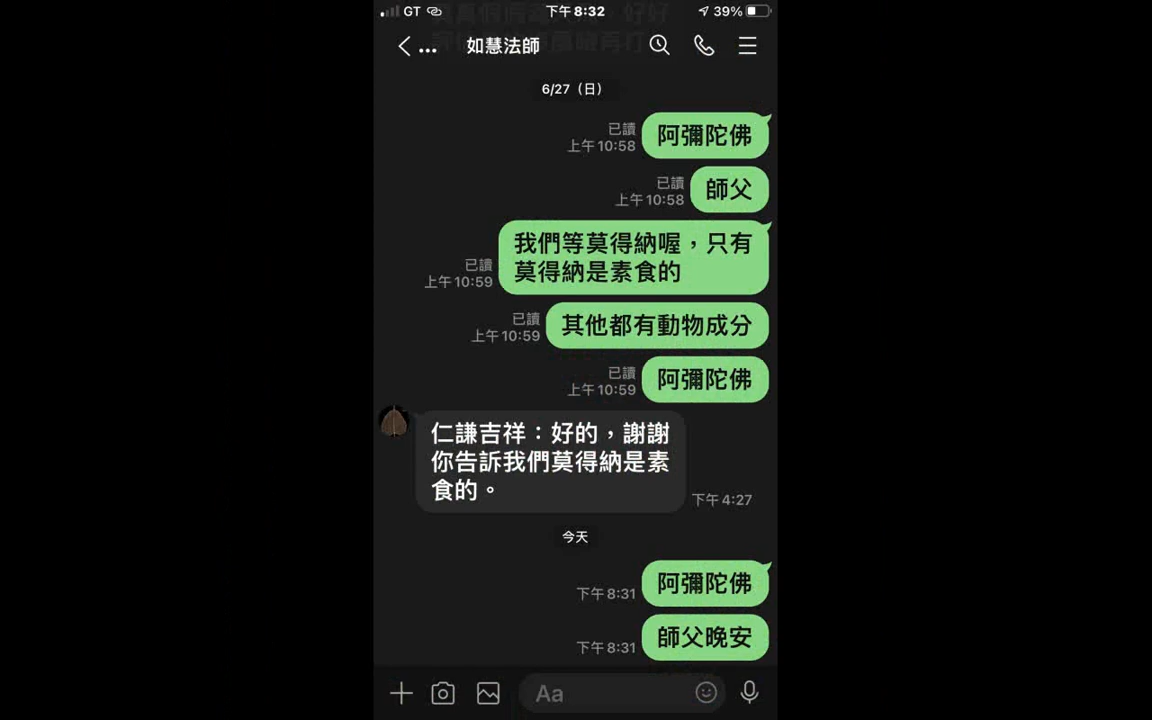 GT 下午8:32 39%
... 如慧法師
6/27（日）
已讀
上午10:58
阿彌陀佛
已讀
上午10:58
師父
我們等莫得納喔，只有
莫得納是素食的
已讀
上午10:59
其他都有動物成分
已讀
上午10:59
阿彌陀佛
已讀
上午10:59
仁謙吉祥：好的，謝謝
你告訴我們莫得納是素
食的。
下午4:27
今天
阿彌陀佛
下午8:31
師父晚安
下午8:31
Aa